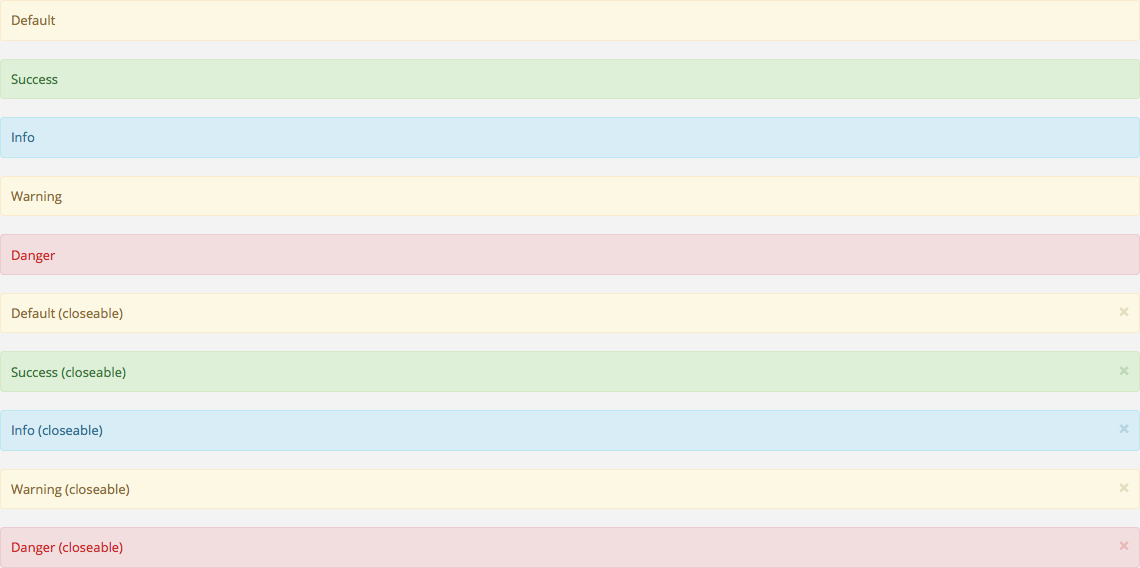 Default
Success
Info
Warning
Danger
Default (closeable)
Success (closeable)
Info (closeable)
Warning (closeable)
Danger (closeable)